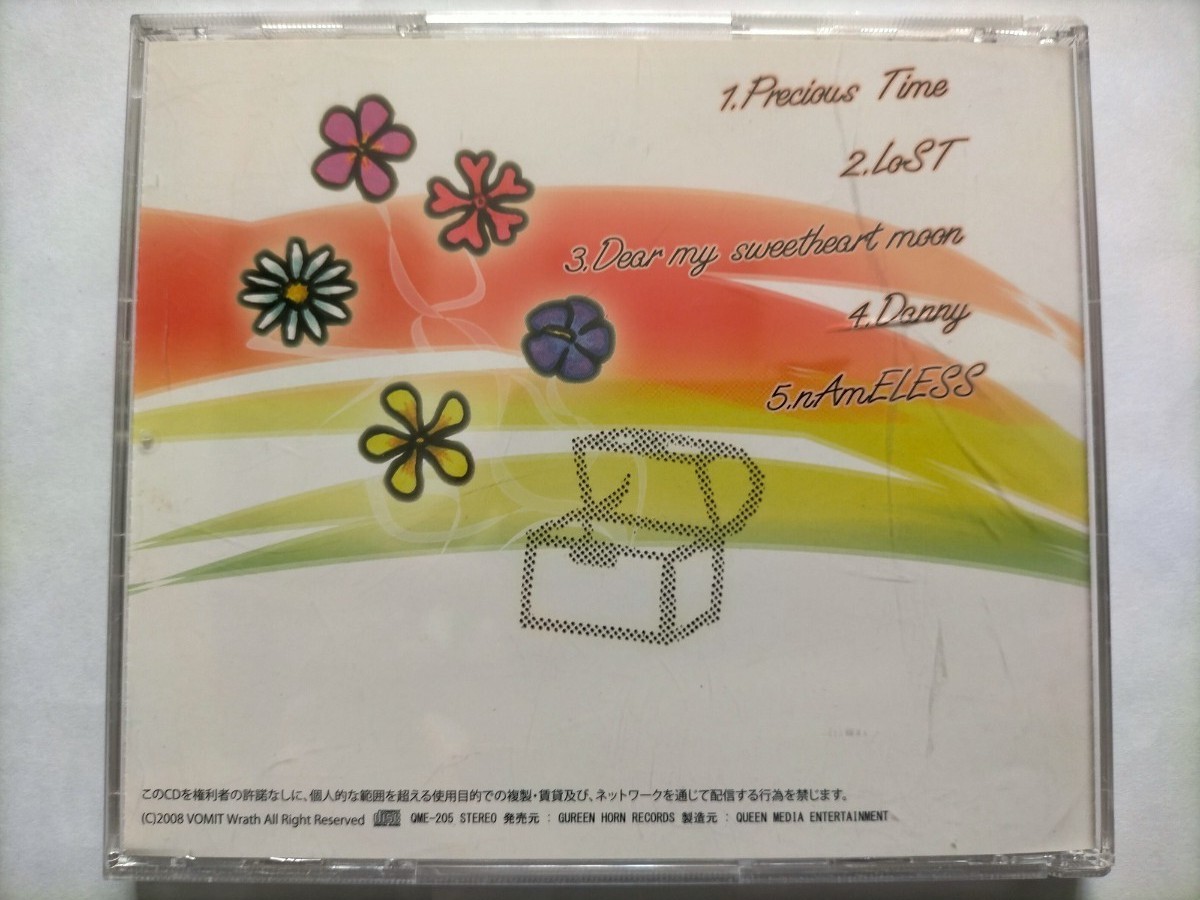 1.Precious Time
2.LoST
3.Dear my sweetheart moon
4.Danny
5.nAmELESS
このCDを権利者の許諾なしに、個人的な範囲を超える使用目的での複製・賃貸及び、ネットワークを通じて配信する行為を禁じます。
(C)2008 VOMIT Wrath All Right Reserved QME-205 STEREO 発売元 : GUREEN HORN RECORDS 製造元 : QUEEN MEDIA ENTERTAINMENT